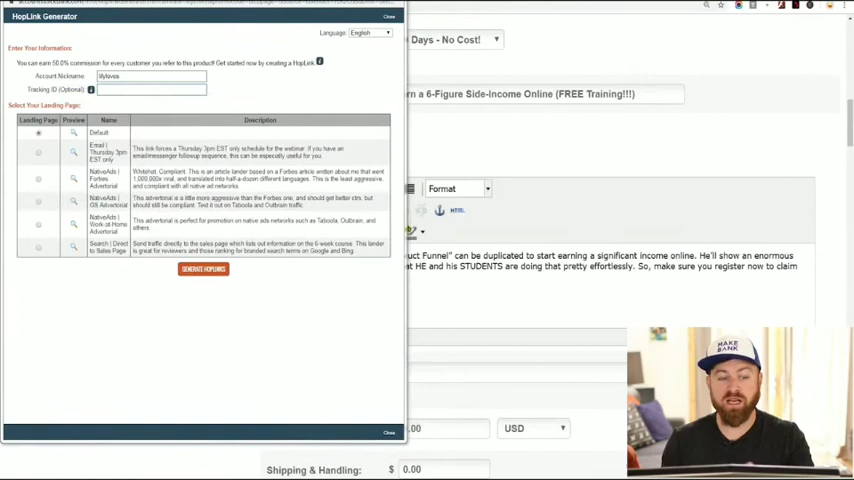 HopLink Generator
Close
Language: English
Enter Your Information:
You can earn 50.0% commission for every customer you refer to this product! Get started now by creating a HopLink
Account Nickname: lilyloves
Tracking ID (Optional):
Select Your Landing Page:
Landing Page Preview Name Description
Default
Email | Thursday 3pm EST only
This link forces a Thursday 3pm EST only schedule for the webinar. If you have an
email/messenger followup sequence, this can be especially useful for you.
NativeAds | Forbes Advertorial
Whitehat, Compliant. This is an article lander based on a Forbes article written about me that went
1,000,000x viral, and translated into half-a-dozen different languages. This is the least aggressive,
and compliant with all native ad networks.
NativeAds | GS Advertorial
This advertorial is a little more aggressive than the Forbes one, and should get better ctrs, but
should still be compliant. Test it out on Taboola and Outbrain traffic
NativeAds | Work-at-Home Advertorial
This advertorial is perfect for promotion on native ads networks such as Taboola, Outbrain, and
others.
Search | Direct to Sales Page
Send traffic directly to the sales page which lists out information on the 6-week course. This lander
is great for reviewers and those ranking for branded search terms on Google and Bing.
GENERATE HOPLINKS
Close
Days - No Cost!
rn a 6-Figure Side-Income Online (FREE Training!!!)
Format
HTML
uct Funnel" can be duplicated to start earning a significant income online. He'll show an enormous
at HE and his STUDENTS are doing that pretty effortlessly. So, make sure you register now to claim
.00 USD
Shipping & Handling: $ 0.00
MAKE
BANK